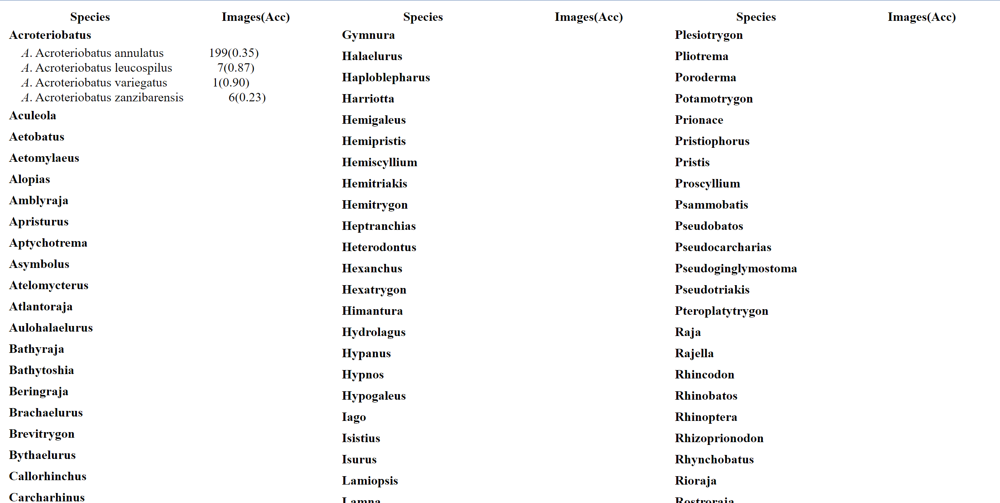 Species Images(Acc)
Acroteriobatus
A. Acroteriobatus annulatus 199(0.35)
A. Acroteriobatus leucospilus 7(0.87)
A. Acroteriobatus variegatus 1(0.90)
A. Acroteriobatus zanzibarensis 6(0.23)
Aculeola
Aetobatus
Aetomylaeus
Alopias
Amblyraja
Apristurus
Aptychotrema
Asymbolus
Atelomycterus
Atlantoraja
Aulohalaelurus
Bathyraja
Bathytoshia
Beringraja
Brachaelurus
Brevitrygon
Bythaelurus
Callorhinchus
Carcharhinus
Species Images(Acc)
Gymnura
Halaelurus
Haploblepharus
Harriotta
Hemigaleus
Hemipristis
Hemiscyllium
Hemitriakis
Hemitrygon
Heptranchias
Heterodontus
Hexanchus
Hexatrygon
Himantura
Hydrolagus
Hypanus
Hypnos
Hypogaleus
Iago
Isistius
Isurus
Lamiopsis
Lamna
Species Images(Acc)
Plesiotrygon
Pliotrema
Poroderma
Potamotrygon
Prionace
Pristiophorus
Pristis
Proscyllium
Psammobatis
Pseudobatos
Pseudocarcharias
Pseudoginglymostoma
Pseudotriakis
Pteroplatytrygon
Raja
Rajella
Rhincodon
Rhinobatos
Rhinoptera
Rhizoprionodon
Rhynchobatus
Rioraja
Rostroraja